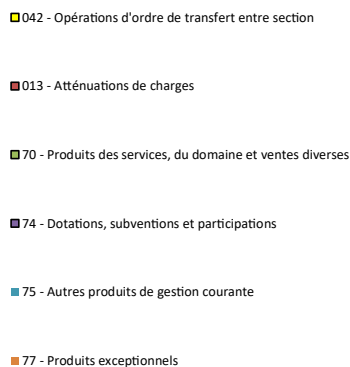 042 - Opérations d'ordre de transfert entre section
013 - Atténuations de charges
70 - Produits des services, du domaine et ventes diverses
74 - Dotations, subventions et participations
75 - Autres produits de gestion courante
77 - Produits exceptionnels